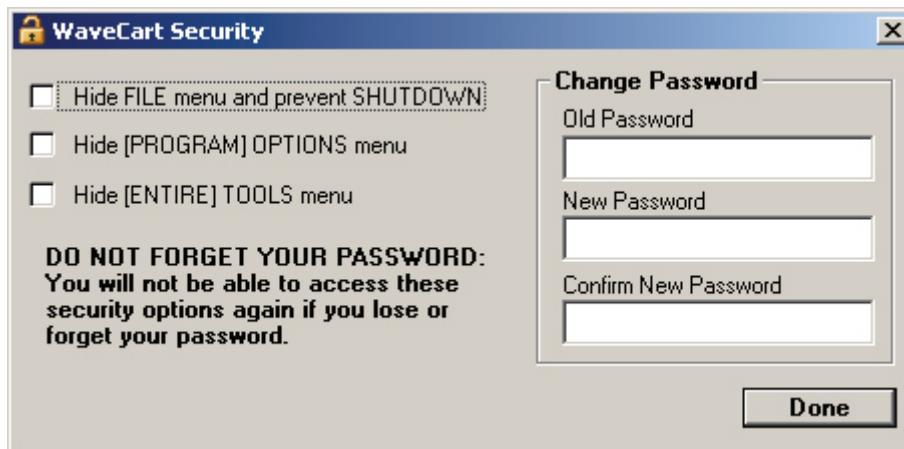 WaveCart Security
Hide FILE menu and prevent SHUTDOWN
Hide [PROGRAM] OPTIONS menu
Hide [ENTIRE] TOOLS menu
DO NOT FORGET YOUR PASSWORD:
You will not be able to access these
security options again if you lose or
forget your password.
Change Password
Old Password
New Password
Confirm New Password
Done